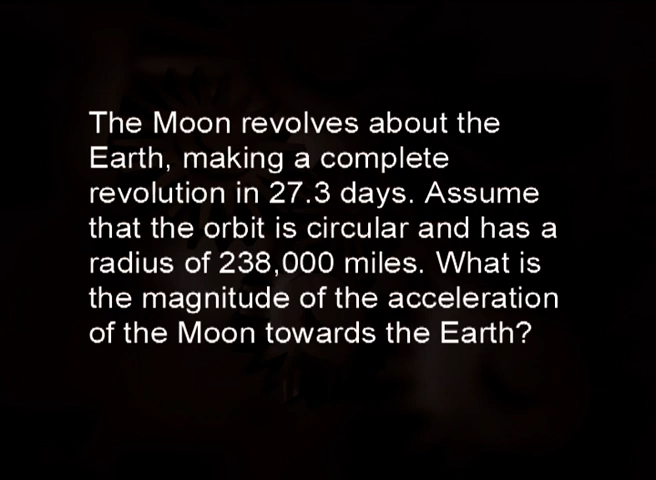 The Moon revolves about the
Earth, making a complete
revolution in 27.3 days. Assume
that the orbit is circular and has a
radius of 238,000 miles. What is
the magnitude of the acceleration
of the Moon towards the Earth?